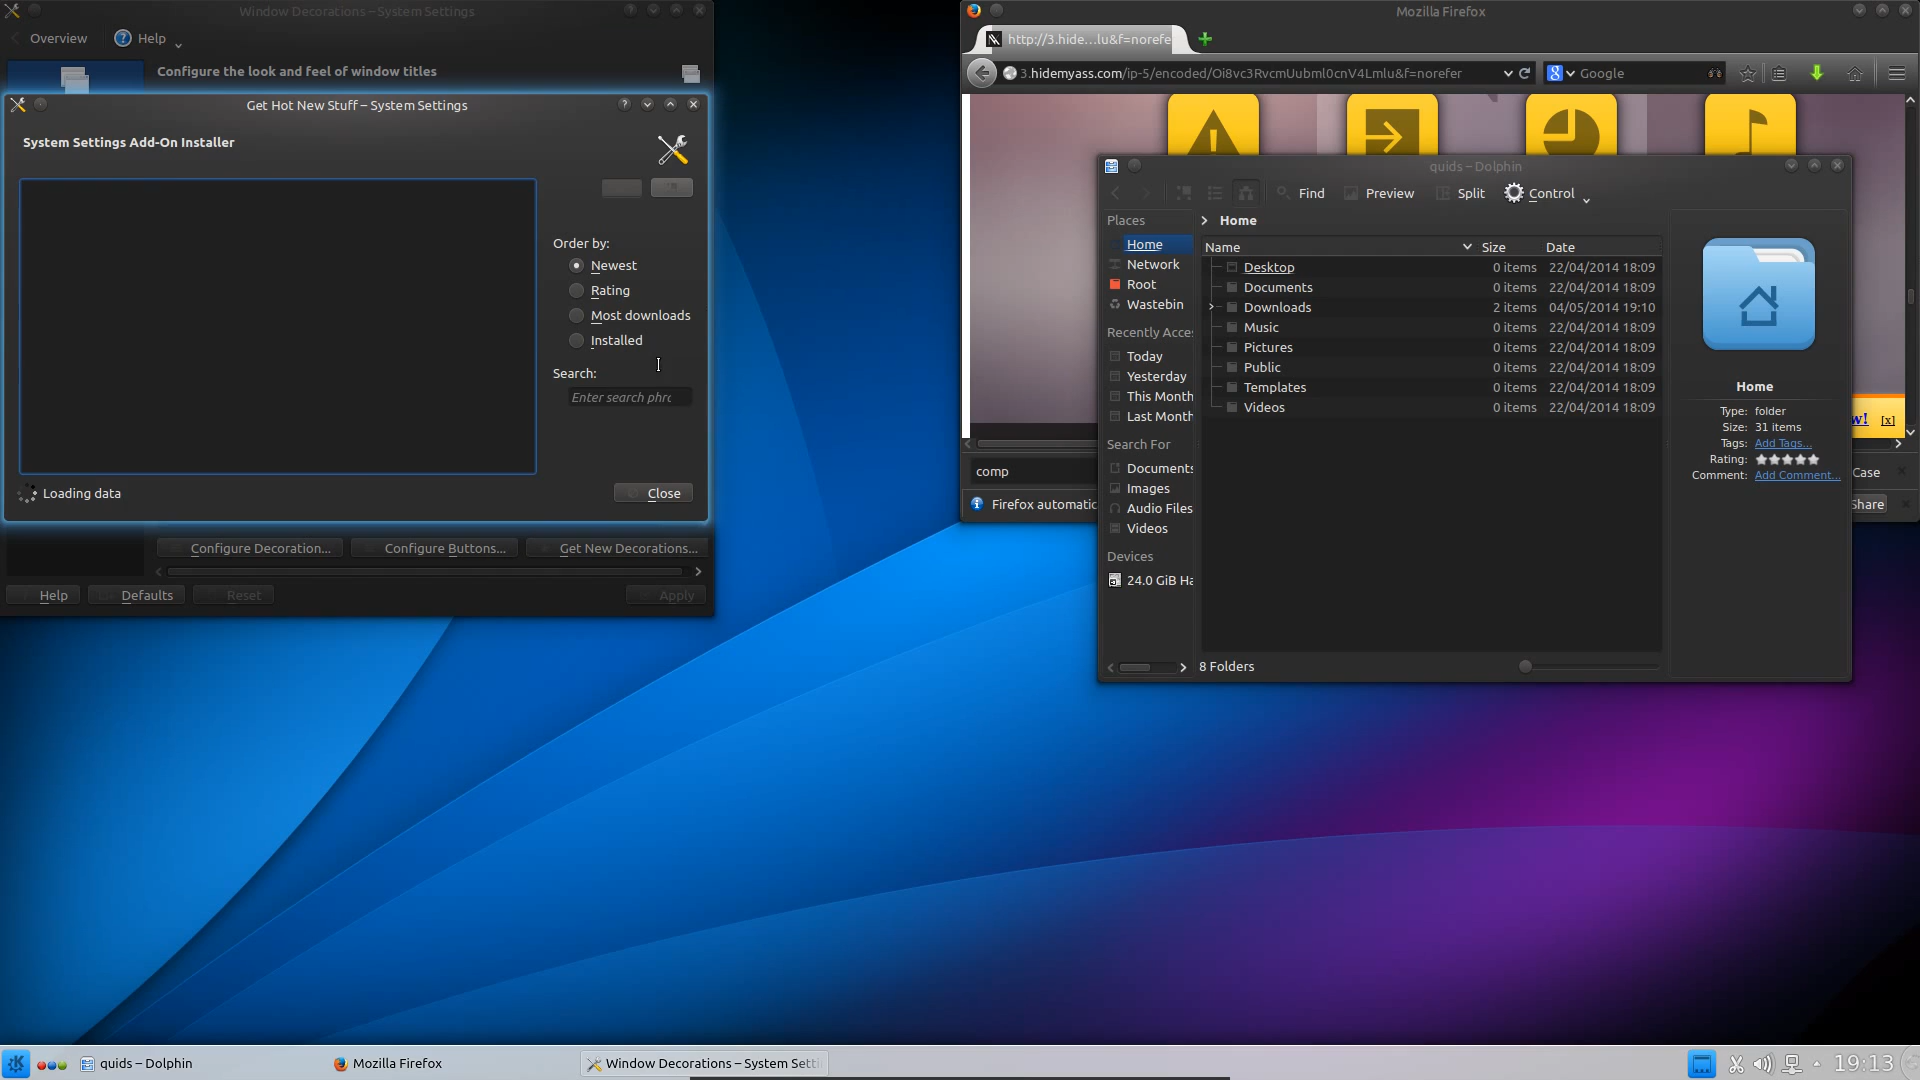 Window Decorations – System Settings
Overview
Help
Configure the look and feel of window titles
Get Hot New Stuff – System Settings
System Settings Add-On Installer
Order by:
Newest
Rating
Most downloads
Installed
Search:
Enter search phra
Loading data
Close
Configure Decoration...
Configure Buttons...
Get New Decorations...
Help
Defaults
Reset
Apply
Mozilla Firefox
http://3.hide...lu&f=norefe
3.hidemyass.com/ip-5/encoded/Oi8vc3RvcmUubml0cnV4Lmlu&f=norefer
Google
quids – Dolphin
Find
Preview
Split
Control
Places
Home
Network
Root
Wastebin
Recently Acces
Today
Yesterday
This Month
Last Month
Search For
Documents
Images
Audio Files
Videos
Devices
24.0 GiB Ha
Home
Name Size Date
Desktop 0 items 22/04/2014 18:09
Documents 0 items 22/04/2014 18:09
Downloads 2 items 04/05/2014 19:10
Music 0 items 22/04/2014 18:09
Pictures 0 items 22/04/2014 18:09
Public 0 items 22/04/2014 18:09
Templates 0 items 22/04/2014 18:09
Videos 0 items 22/04/2014 18:09
8 Folders
Home
Type: folder
Size: 31 items
Tags: Add Tags...
Rating:
Comment: Add Comment...
w! [x]
comp
Case
Firefox automatic
Share
quids – Dolphin
Mozilla Firefox
Window Decorations – System Setti
19:13